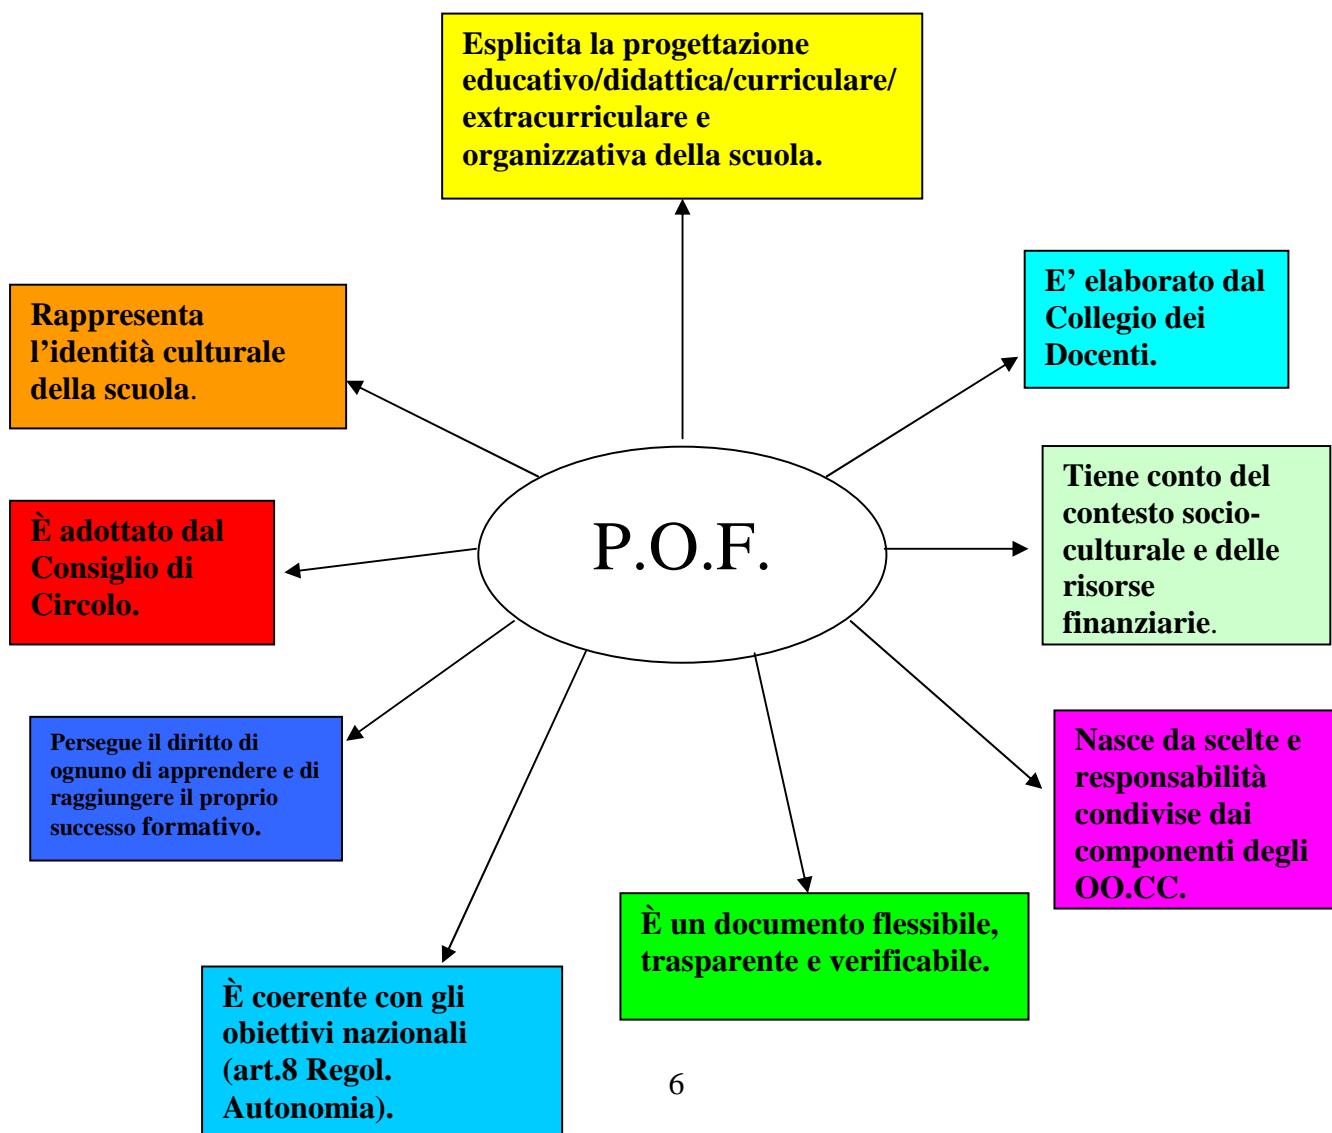 Esplicita la progettazione
educativo/didattica/curriculare/
extracurriculare e
organizzativa della scuola.
E’ elaborato dal
Collegio dei
Docenti.
Rappresenta
l’identità culturale
della scuola.
Tiene conto del
contesto socio-
culturale e delle
risorse
finanziarie.
È adottato dal
Consiglio di
Circolo.
P.O.F.
Persegue il diritto di
ognuno di apprendere e di
raggiungere il proprio
successo formativo.
Nasce da scelte e
responsabilità
condivise dai
componenti degli
OO.CC.
È un documento flessibile,
trasparente e verificabile.
È coerente con gli
obiettivi nazionali
(art.8 Regol.
Autonomia).
6